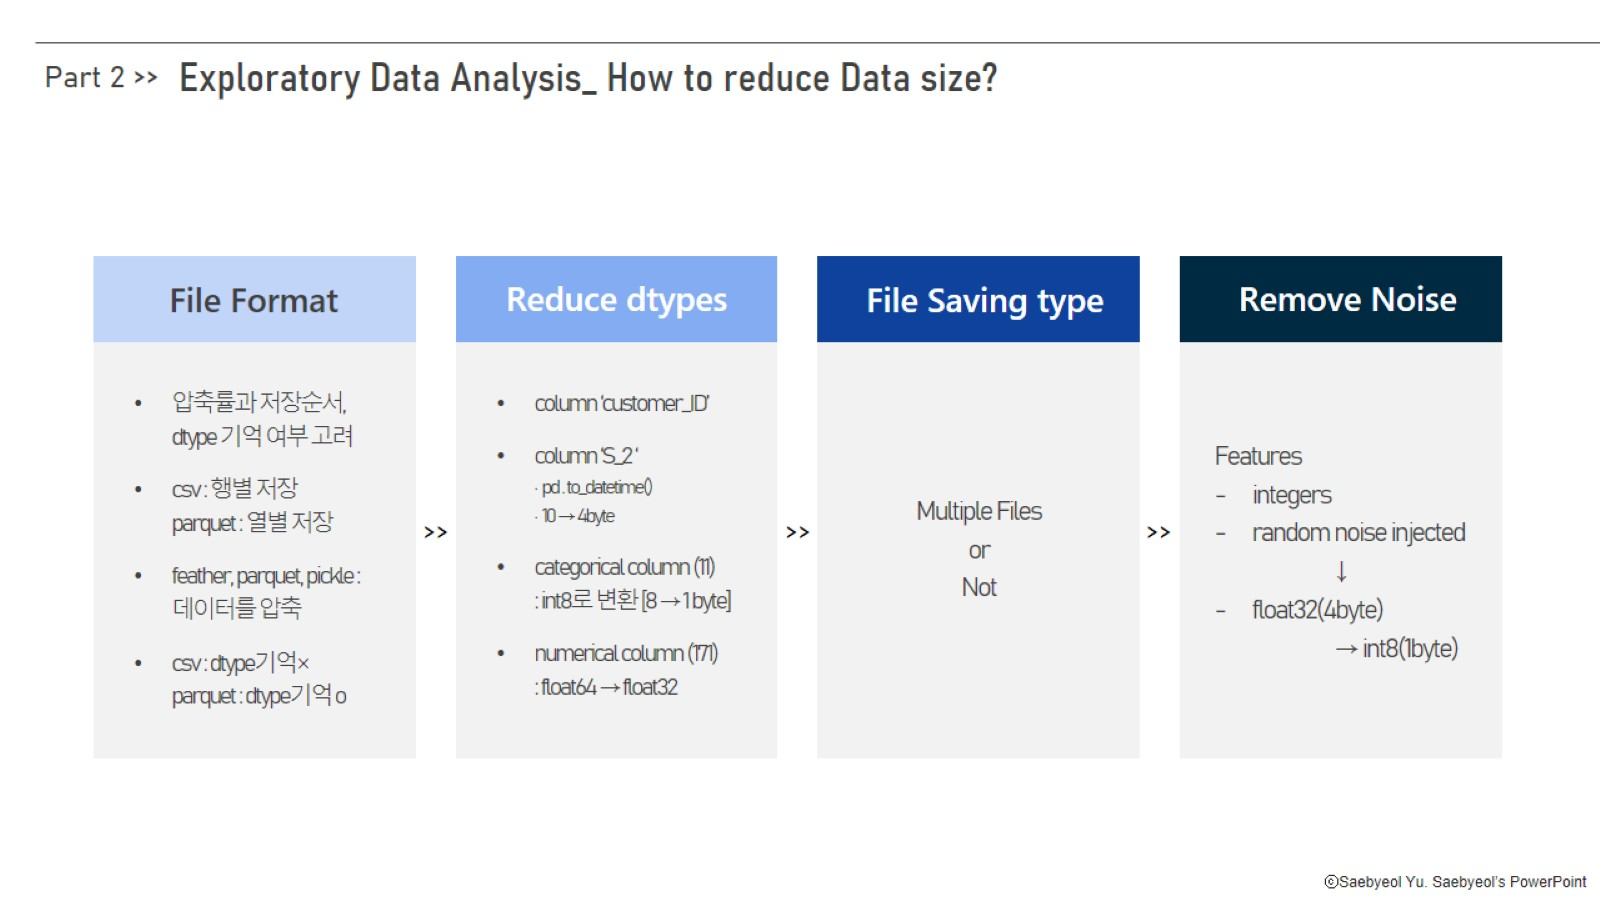 Part 2 >> Exploratory Data Analysis_ How to reduce Data size?
File Format
• 압축률과 저장순서,
dtype 기억 여부 고려
• csv : 행별 저장
parquet : 열별 저장
• feather, parquet, pickle :
데이터를 압축
• csv : dtype기억×
parquet : dtype기억 o
>>
Reduce dtypes
• column 'customer_ID'
• column 'S_2 '
· pd . to_datetime()
· 10 → 4byte
• categorical column (11)
: int8로 변환 [8 → 1 byte]
• numerical column (171)
: float64 → float32
>>
File Saving type
Multiple Files
or
Not
>>
Remove Noise
Features
- integers
- random noise injected
↓
- float32(4byte)
→ int8(1byte)
ⓒSaebyeol Yu. Saebyeol's PowerPoint